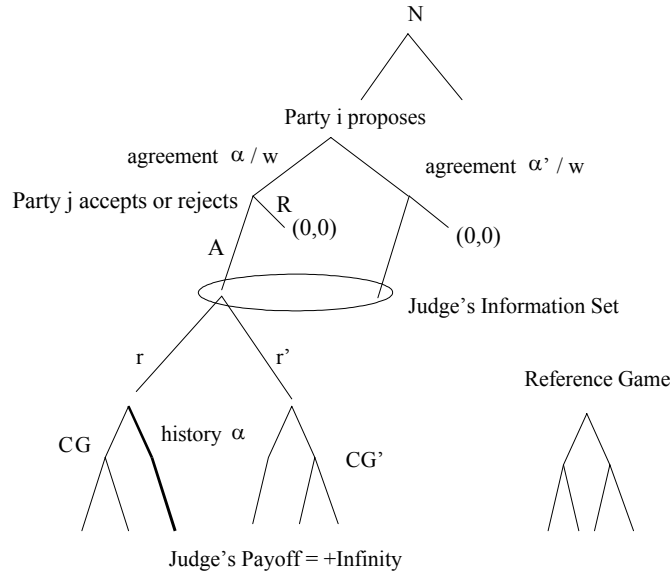 N
Party i proposes
agreement α / w
agreement α' / w
Party j accepts or rejects
R
(0,0)
(0,0)
A
Judge's Information Set
r
r'
Reference Game
history α
CG
CG'
Judge's Payoff = +Infinity